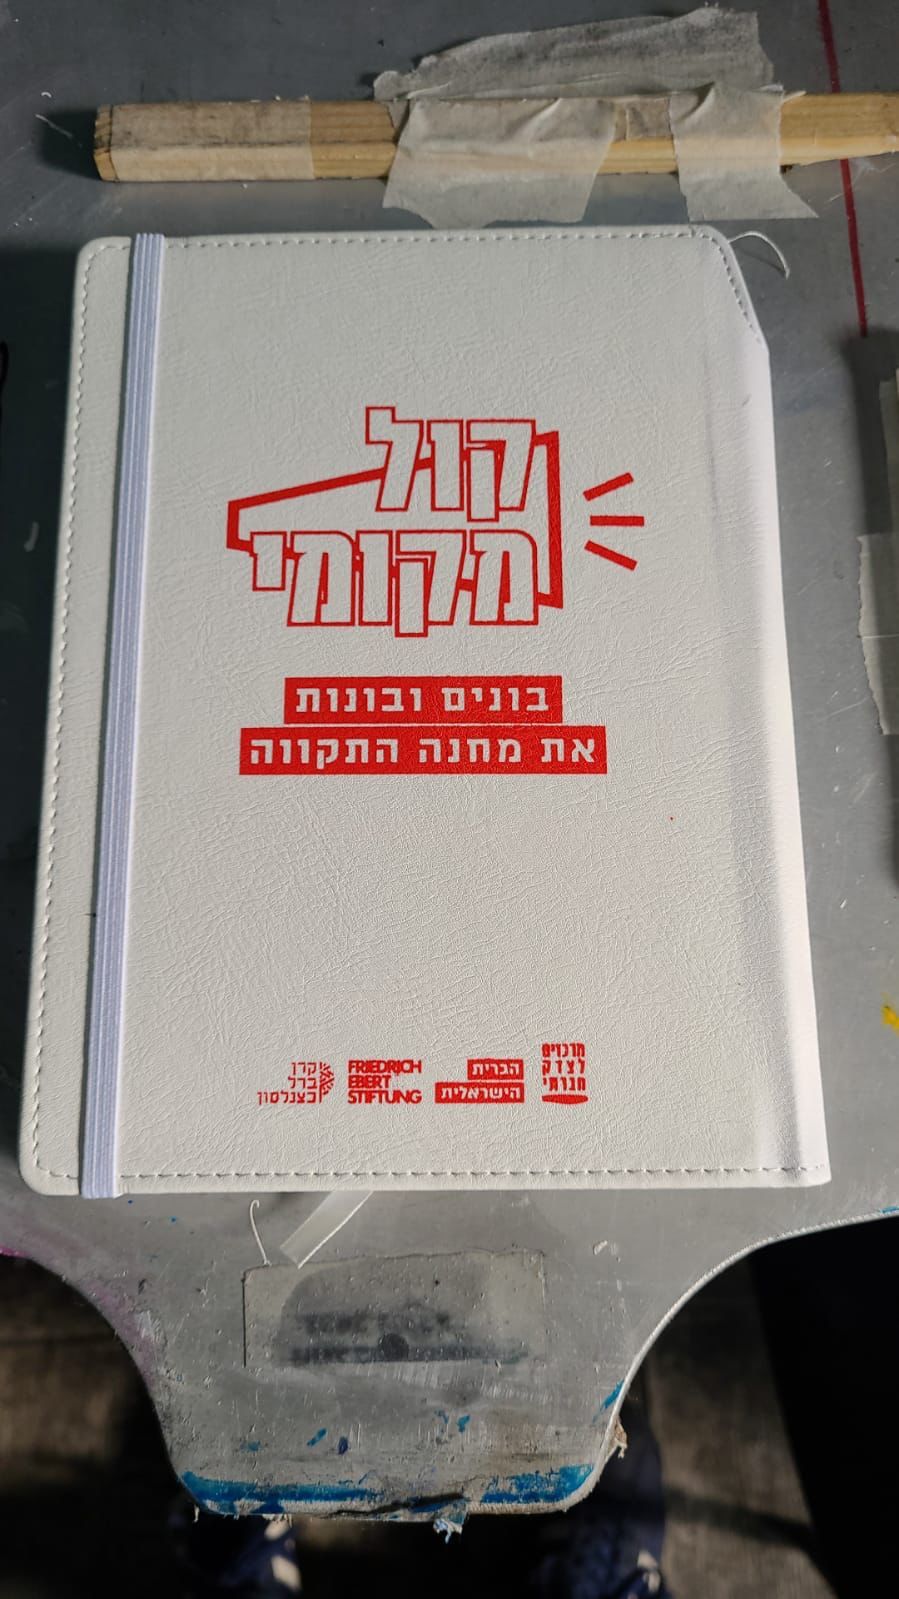 קול
מקומי
בונים ובונות
את מחנה התקווה
מרכזים
לצדק
חברתי
הברית
הישראלית
FRIEDRICH
EBERT
STIFTUNG
קרן
ברל
כצנלסון